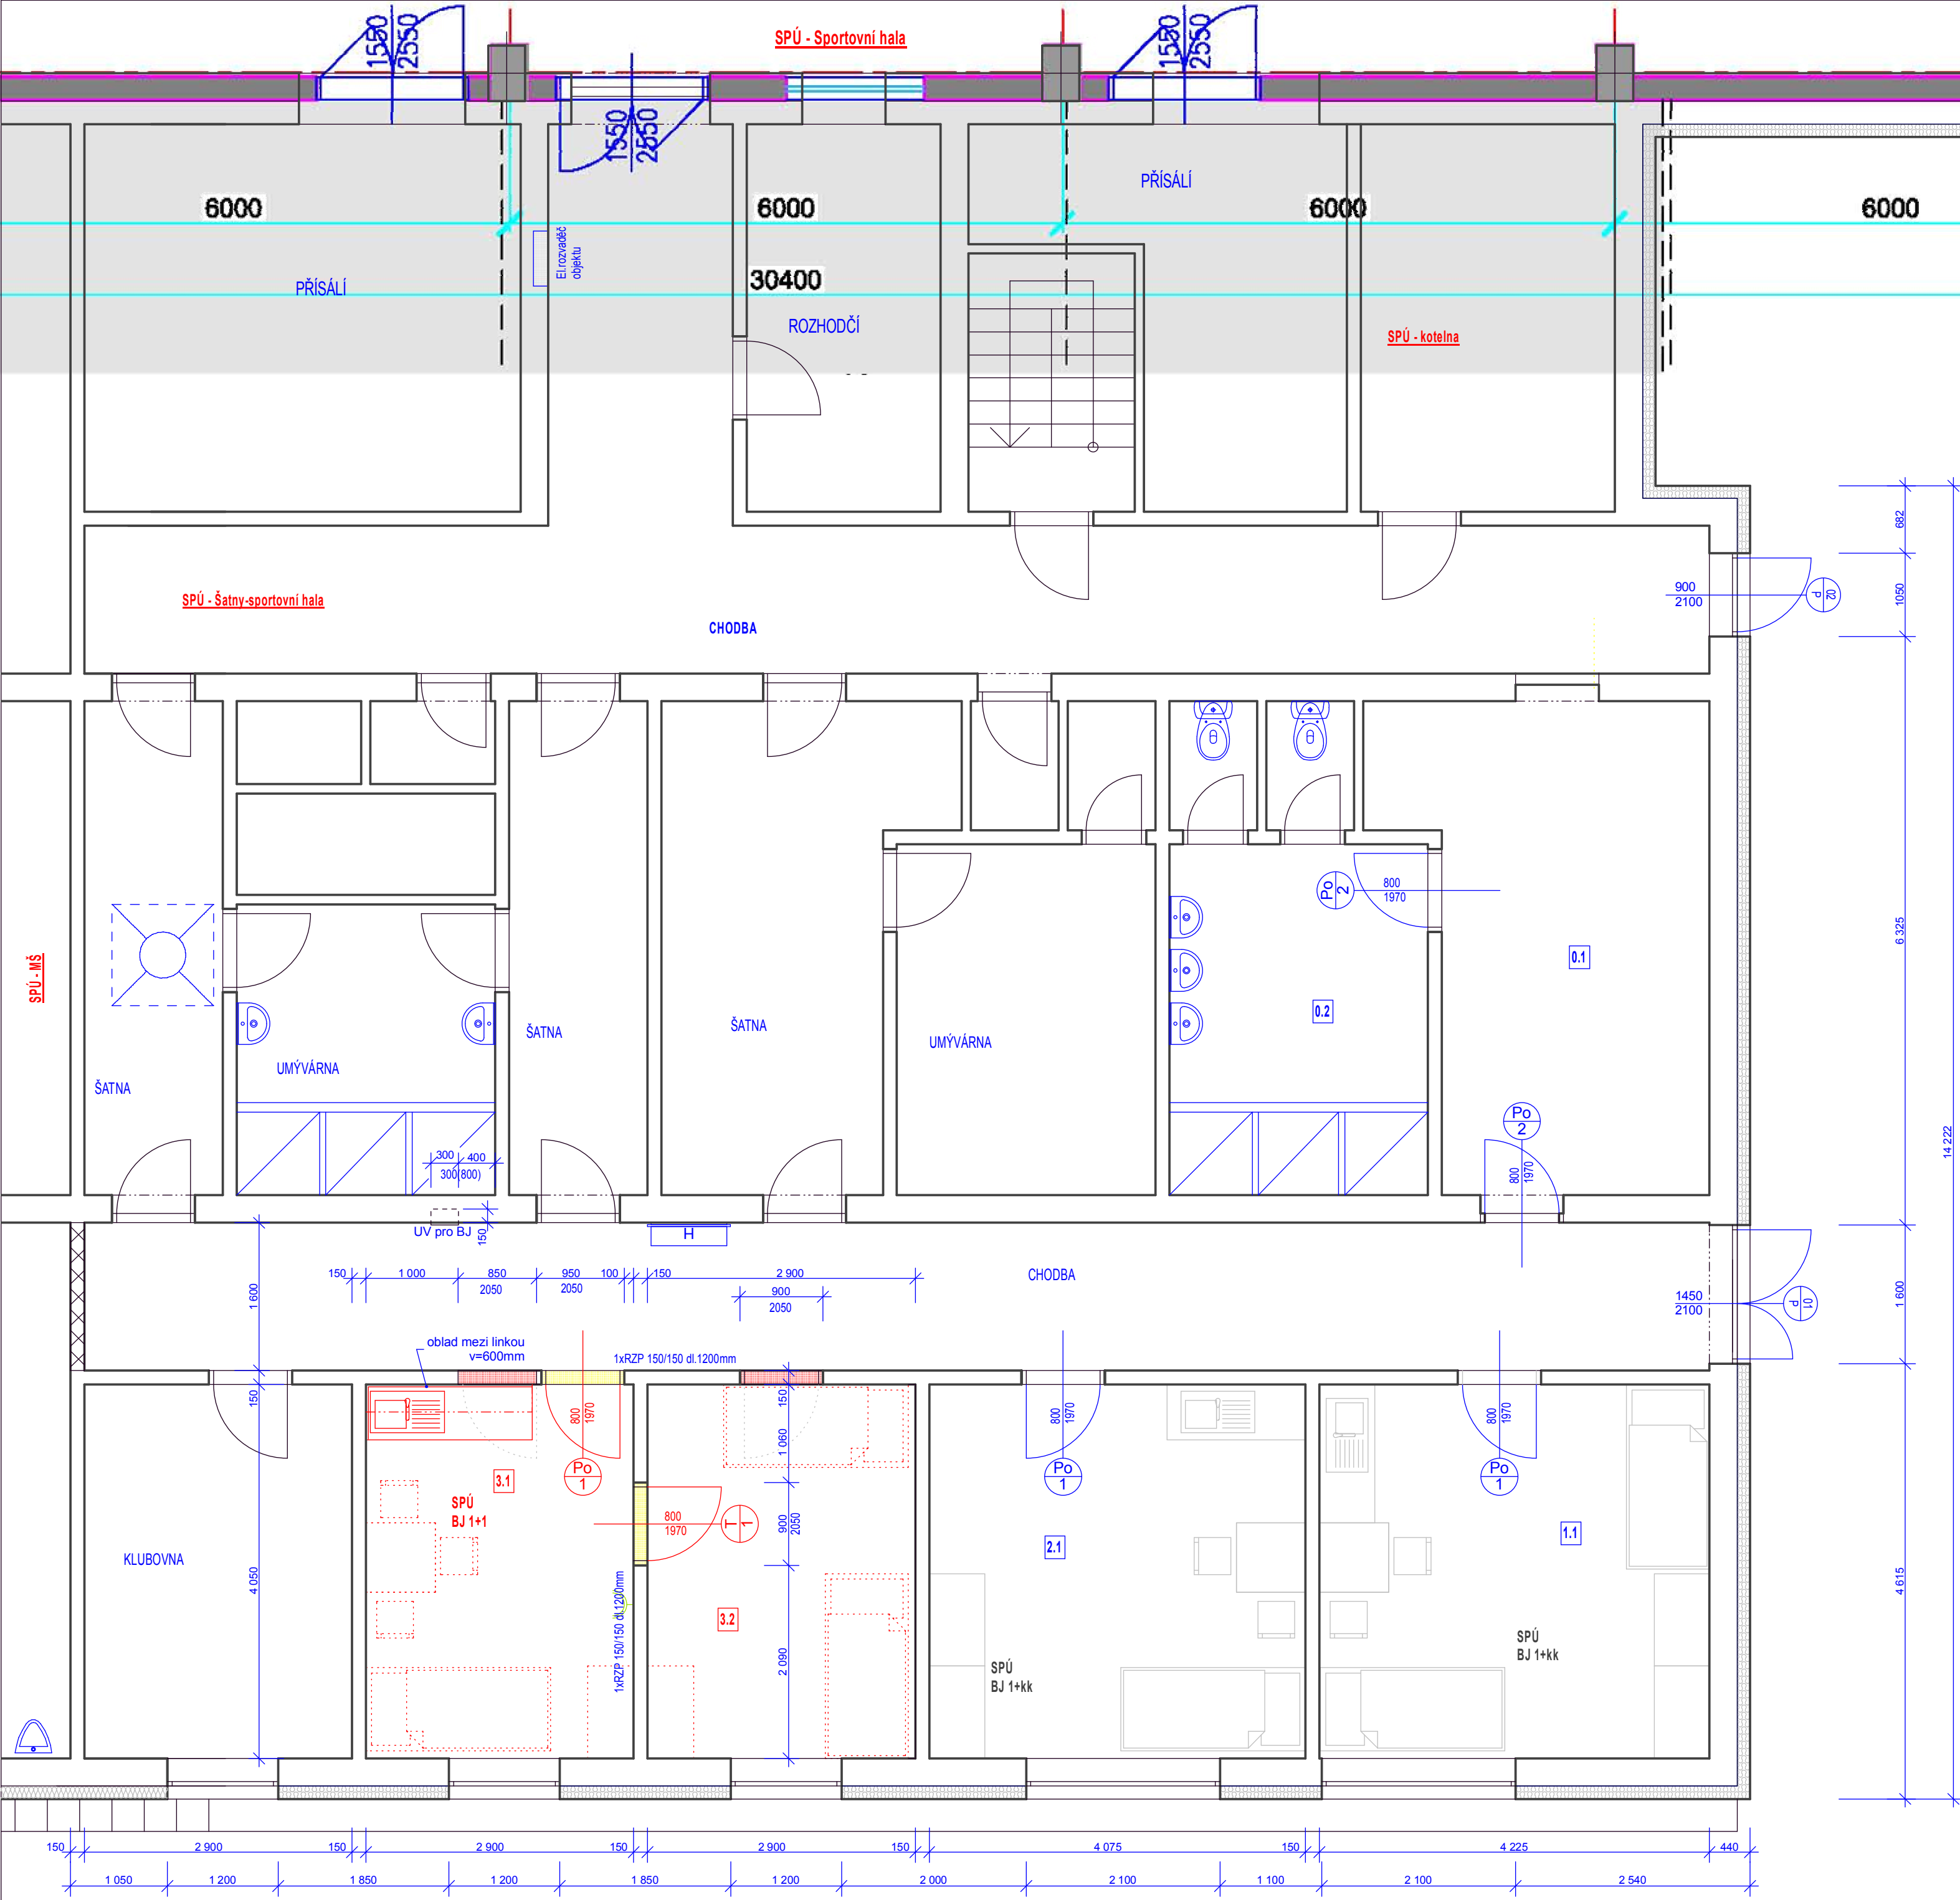 SPÚ - Sportovní hala
1550
2550
1550
2550
1550
2550
6000
6000
6000
6000
PŘÍSÁLÍ
El.rozvaděč
objektu
30400
PŘÍSÁLÍ
ROZHODČÍ
SPÚ - kotelna
682
1050
900
2100
02
P
SPÚ - Šatny-sportovní hala
CHODBA
Po
2
800
1970
6 325
14 222
SPÚ - MŠ
0.1
0.2
ŠATNA
ŠATNA
ŠATNA
UMÝVÁRNA
UMÝVÁRNA
Po
2
800
1970
300
400
300(800)
UV pro BJ
150
H
CHODBA
150
1 000
850
2050
950
2050
100
150
2 900
900
2050
1 600
1450
2100
01
P
1 600
oblad mezi linkou
v=600mm
1xRZP 150/150 dl.1200mm
150
4 050
800
1970
Po
1
3.1
SPÚ
BJ 1+1
150
1 060
900
2050
2 090
800
1970
T
1
1xRZP 150/150 dl.1200mm
3.2
800
1970
Po
1
2.1
SPÚ
BJ 1+kk
800
1970
Po
1
1.1
SPÚ
BJ 1+kk
KLUBOVNA
4 615
150
2 900
150
2 900
150
2 900
150
4 075
150
4 225
440
1 050
1 200
1 850
1 200
1 850
1 200
2 000
2 100
1 100
2 100
2 540